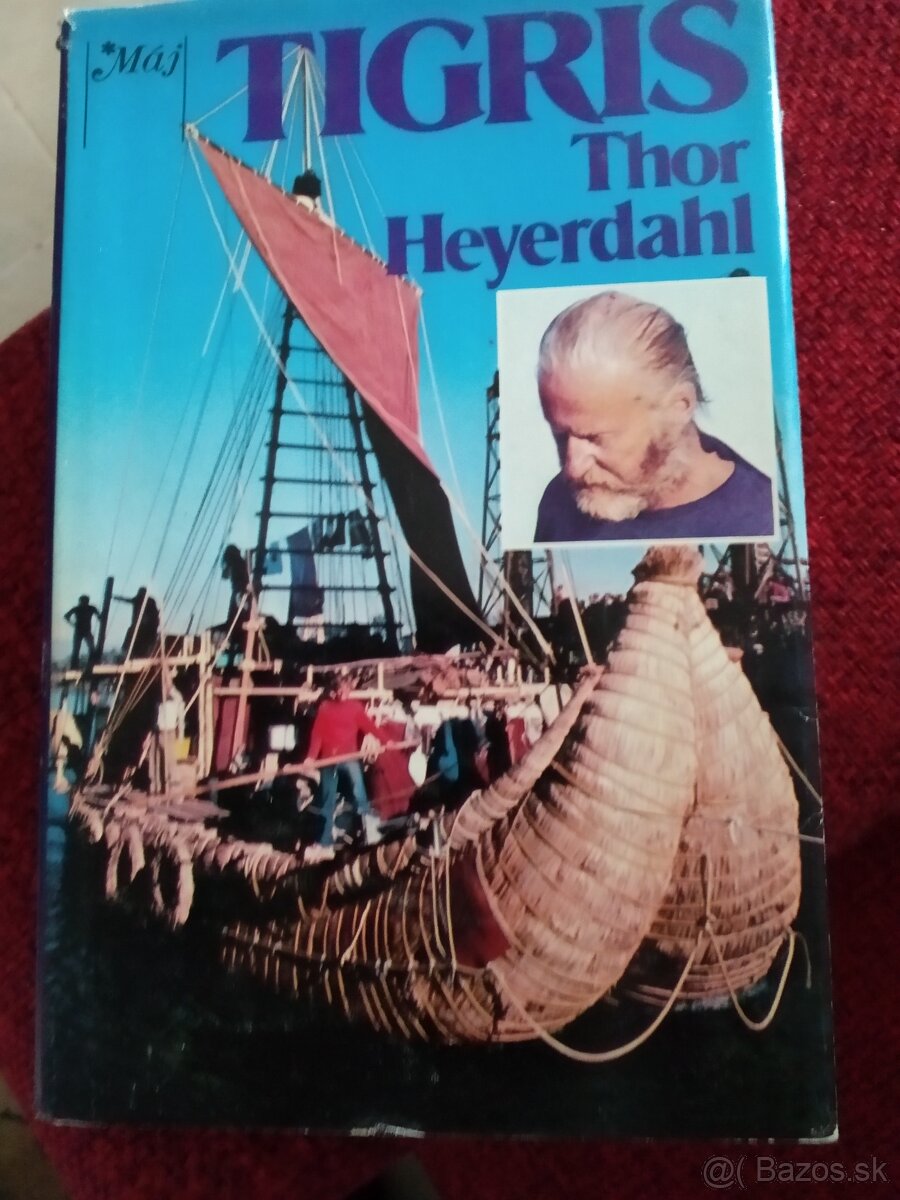 *Máj
TIGRIS
Thor
Heyerdahl
@( Bazos.sk